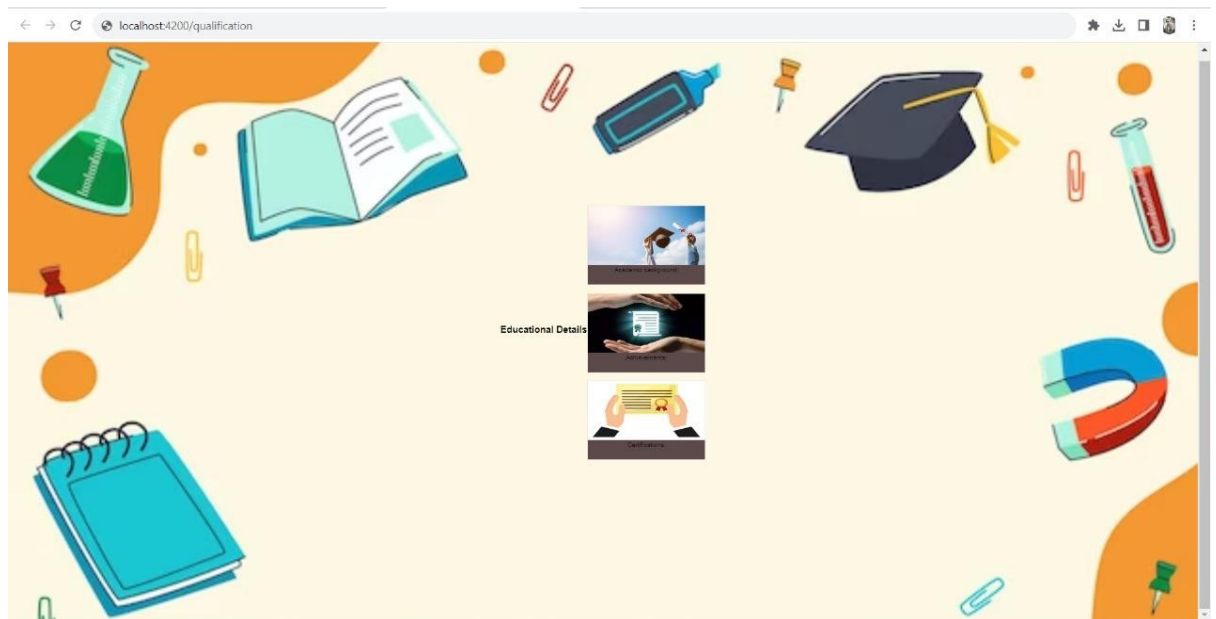 localhost:4200/qualification
Academic background
Educational Details
Achievements
Certifications